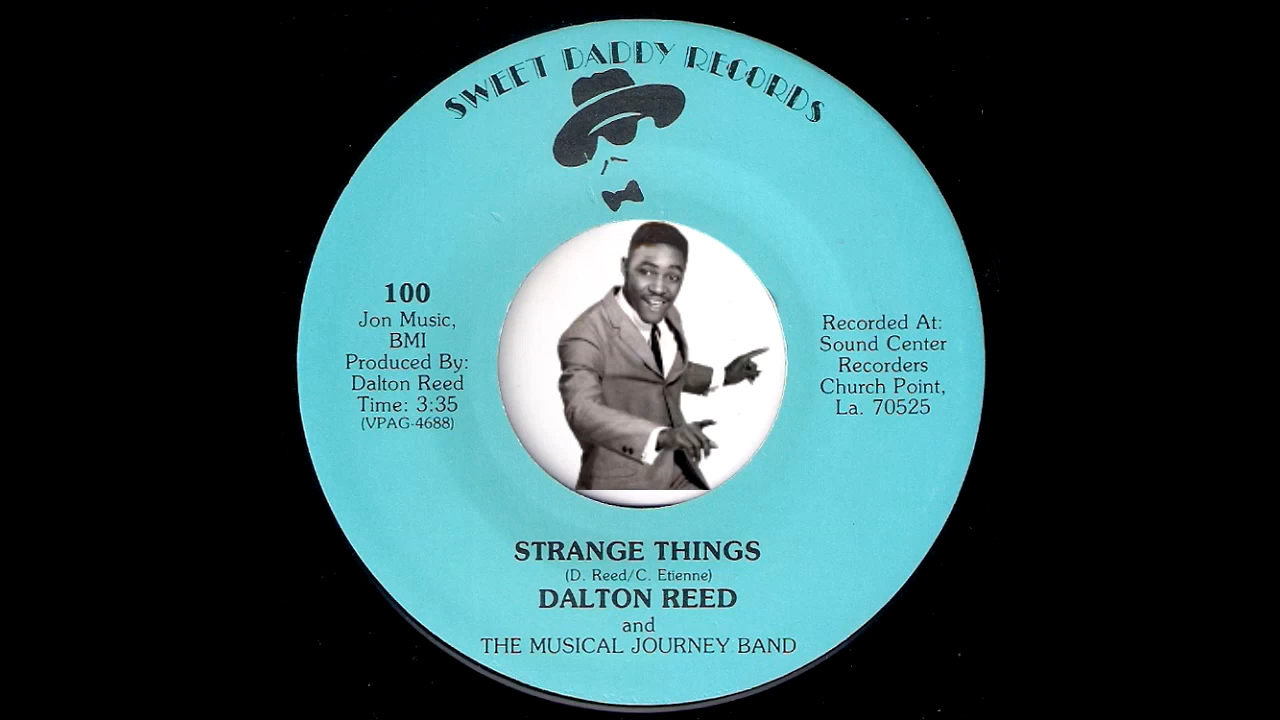 SWEET DADDY RECORDS
100
Jon Music,
BMI
Produced By:
Dalton Reed
Time: 3:35
(VPAG-4688)
Recorded At:
Sound Center
Recorders
Church Point,
La. 70525
STRANGE THINGS
(D. Reed/C. Etienne)
DALTON REED
and
THE MUSICAL JOURNEY BAND